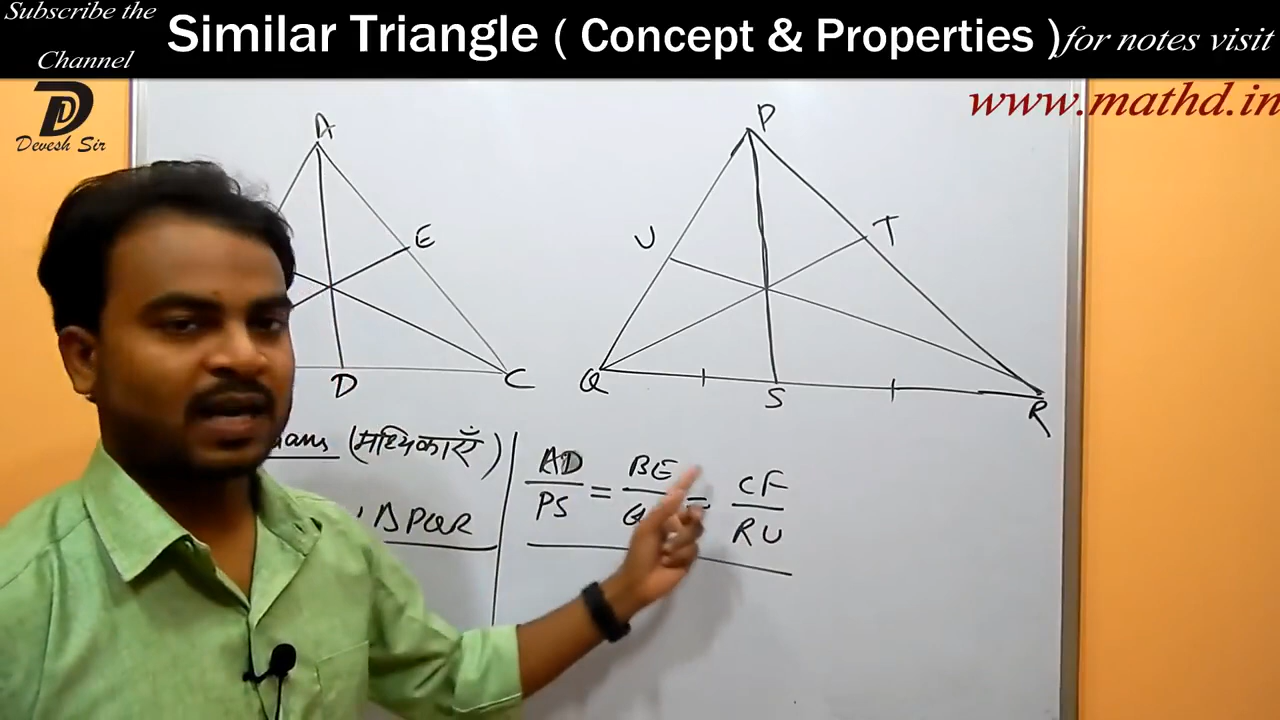 Subscribe the
Channel
Similar Triangle ( Concept & Properties )
for notes visit
www.mathd.in
Devesh Sir
A
E
D
C
P
U
T
Q
S
R
(मध्यिकाएँ)
Δ PQR
AD/PS = BE/ = CF/RU